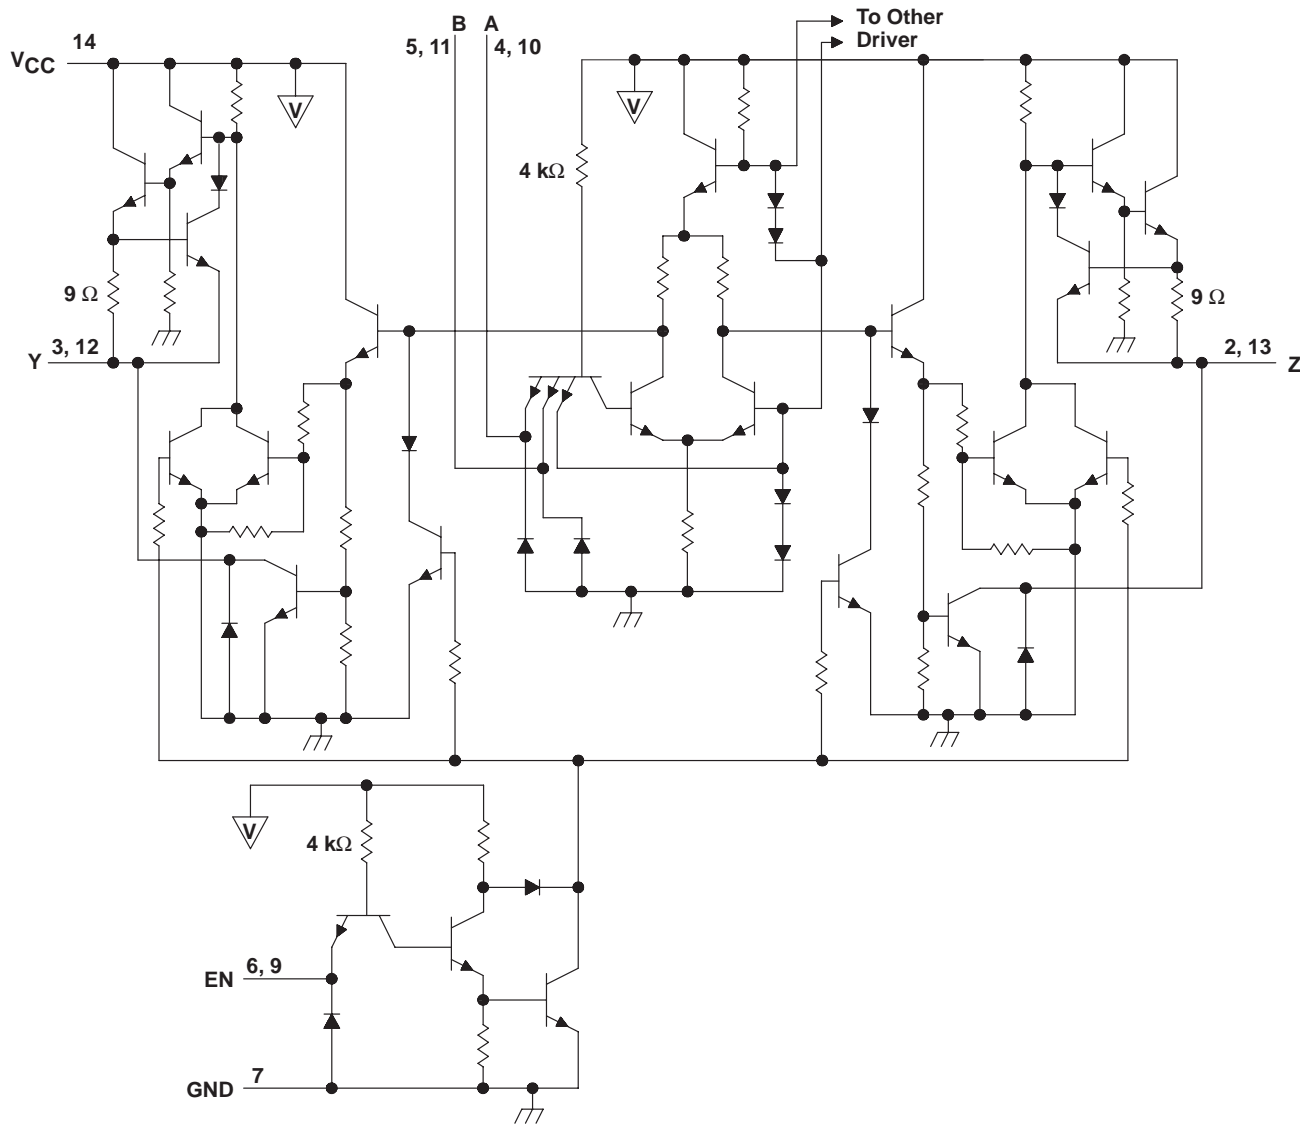 B A To Other
5, 11 4, 10 Driver
14
VCC
V
V
4 kΩ
9 Ω
9 Ω
Y 3, 12
2, 13 Z
V
4 kΩ
EN 6, 9
GND 7